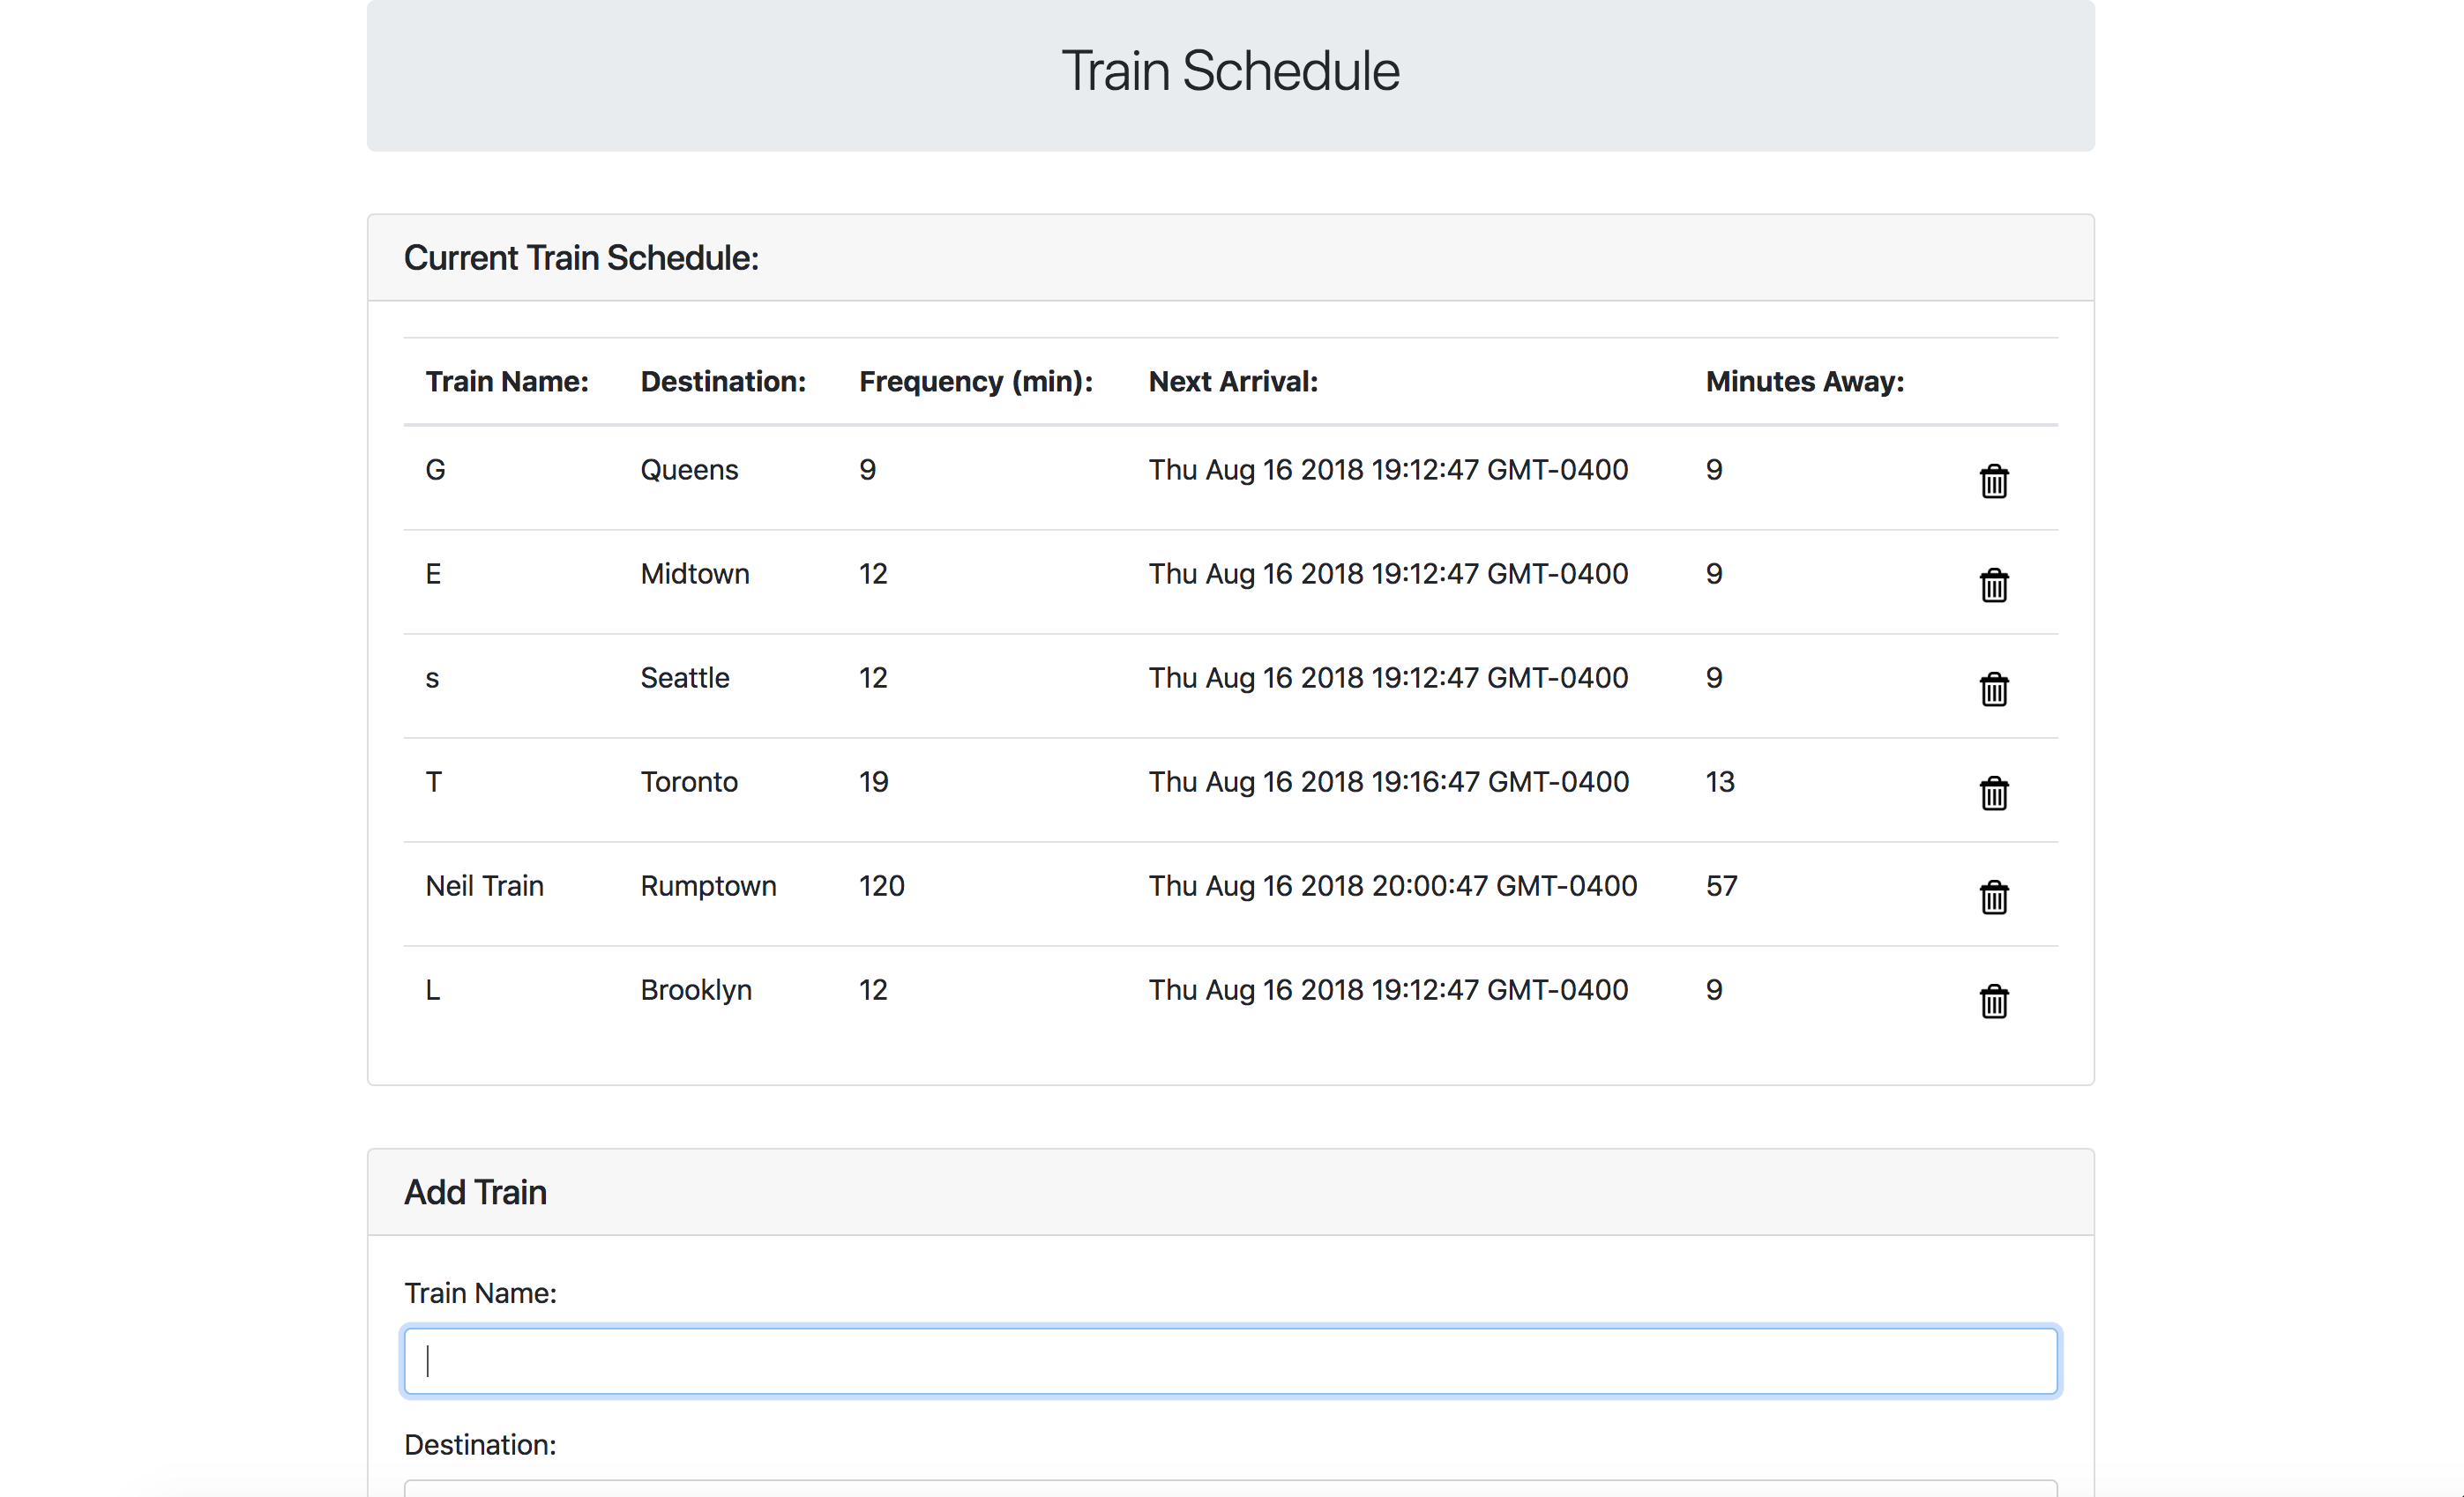 Train Schedule
Current Train Schedule:
Train Name: Destination: Frequency (min): Next Arrival: Minutes Away:
G Queens 9 Thu Aug 16 2018 19:12:47 GMT-0400 9
E Midtown 12 Thu Aug 16 2018 19:12:47 GMT-0400 9
s Seattle 12 Thu Aug 16 2018 19:12:47 GMT-0400 9
T Toronto 19 Thu Aug 16 2018 19:16:47 GMT-0400 13
Neil Train Rumptown 120 Thu Aug 16 2018 20:00:47 GMT-0400 57
L Brooklyn 12 Thu Aug 16 2018 19:12:47 GMT-0400 9
Add Train
Train Name:
Destination: